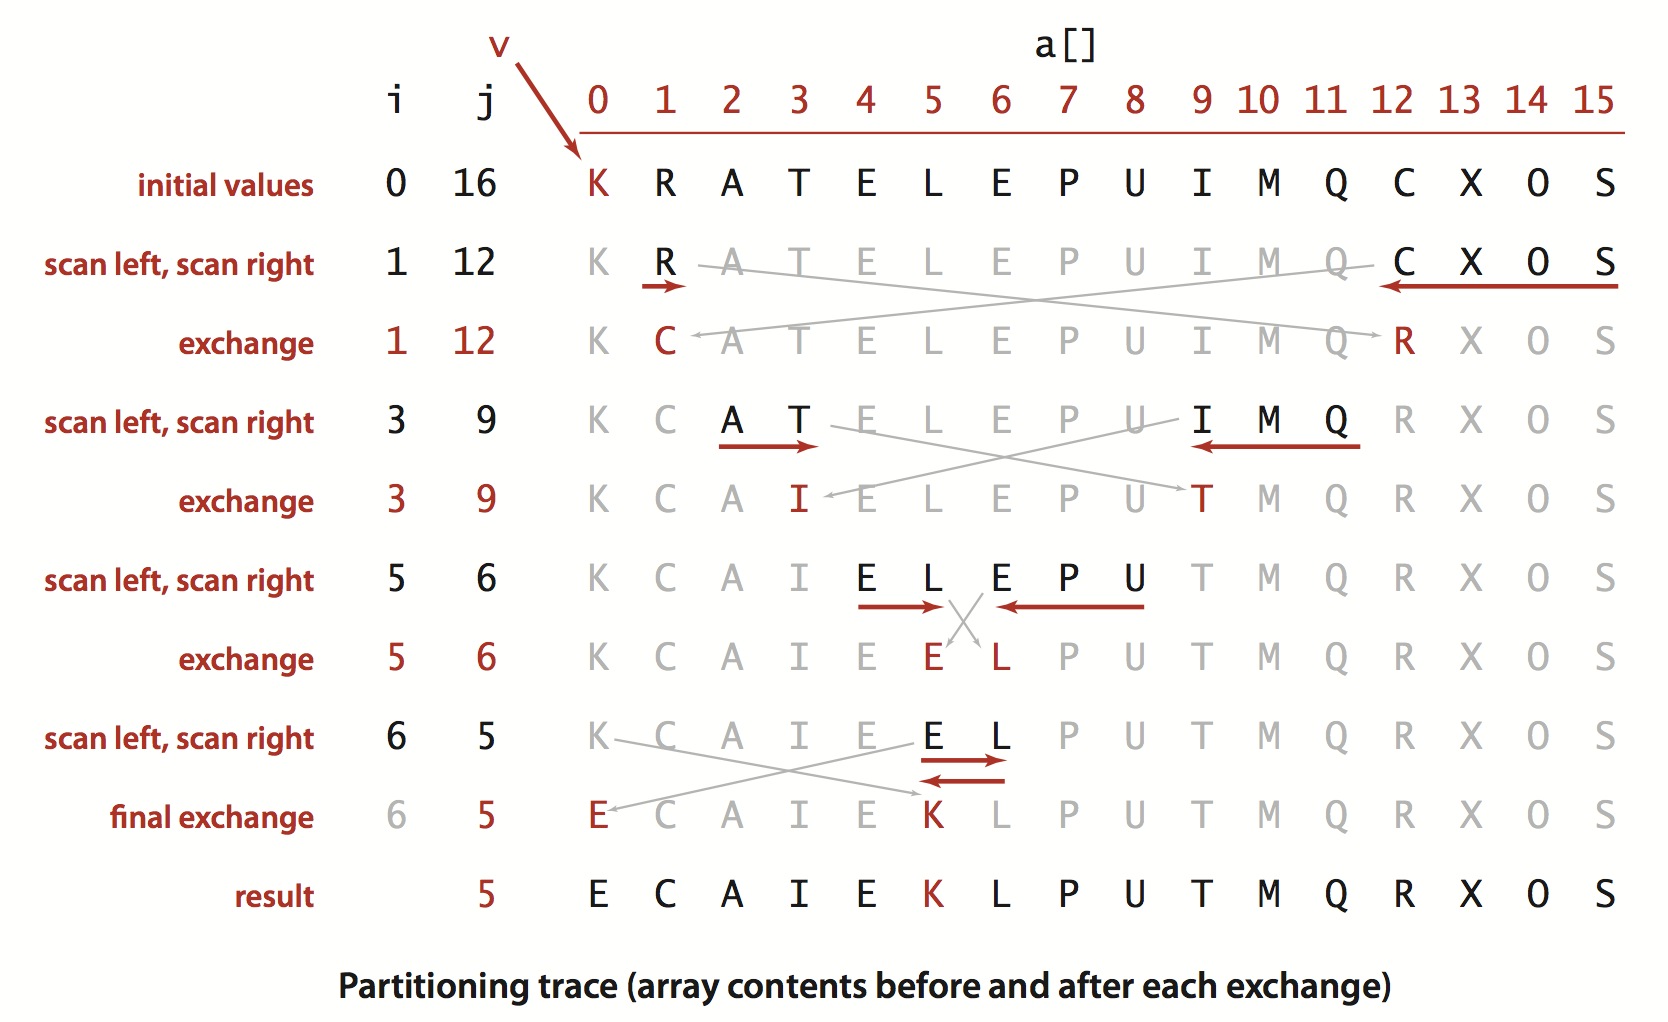 v a[]
i j 0 1 2 3 4 5 6 7 8 9 10 11 12 13 14 15
initial values 0 16 K R A T E L E P U I M Q C X O S
scan left, scan right 1 12 K R A T E L E P U I M Q C X O S
exchange 1 12 K C A T E L E P U I M Q R X O S
scan left, scan right 3 9 K C A T E L E P U I M Q R X O S
exchange 3 9 K C A I E L E P U T M Q R X O S
scan left, scan right 5 6 K C A I E L E P U T M Q R X O S
exchange 5 6 K C A I E E L P U T M Q R X O S
scan left, scan right 6 5 K C A I E E L P U T M Q R X O S
final exchange 6 5 E C A I E K L P U T M Q R X O S
result 5 E C A I E K L P U T M Q R X O S
Partitioning trace (array contents before and after each exchange)